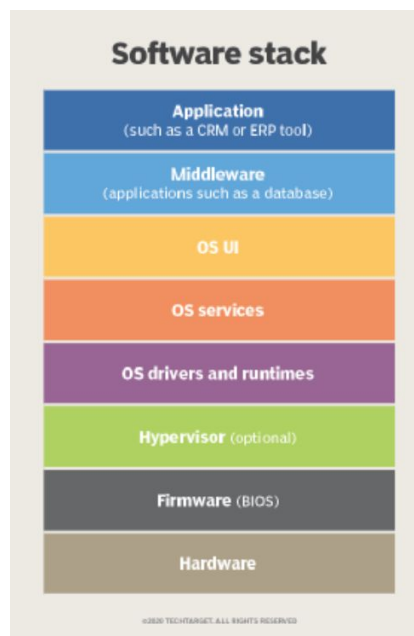 Software stack
Application
(such as a CRM or ERP tool)
Middleware
(applications such as a database)
OS UI
OS services
OS drivers and runtimes
Hypervisor (optional)
Firmware (BIOS)
Hardware
©2020 TECHTARGET. ALL RIGHTS RESERVED